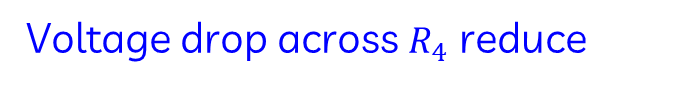 Voltage drop across R₄ reduce